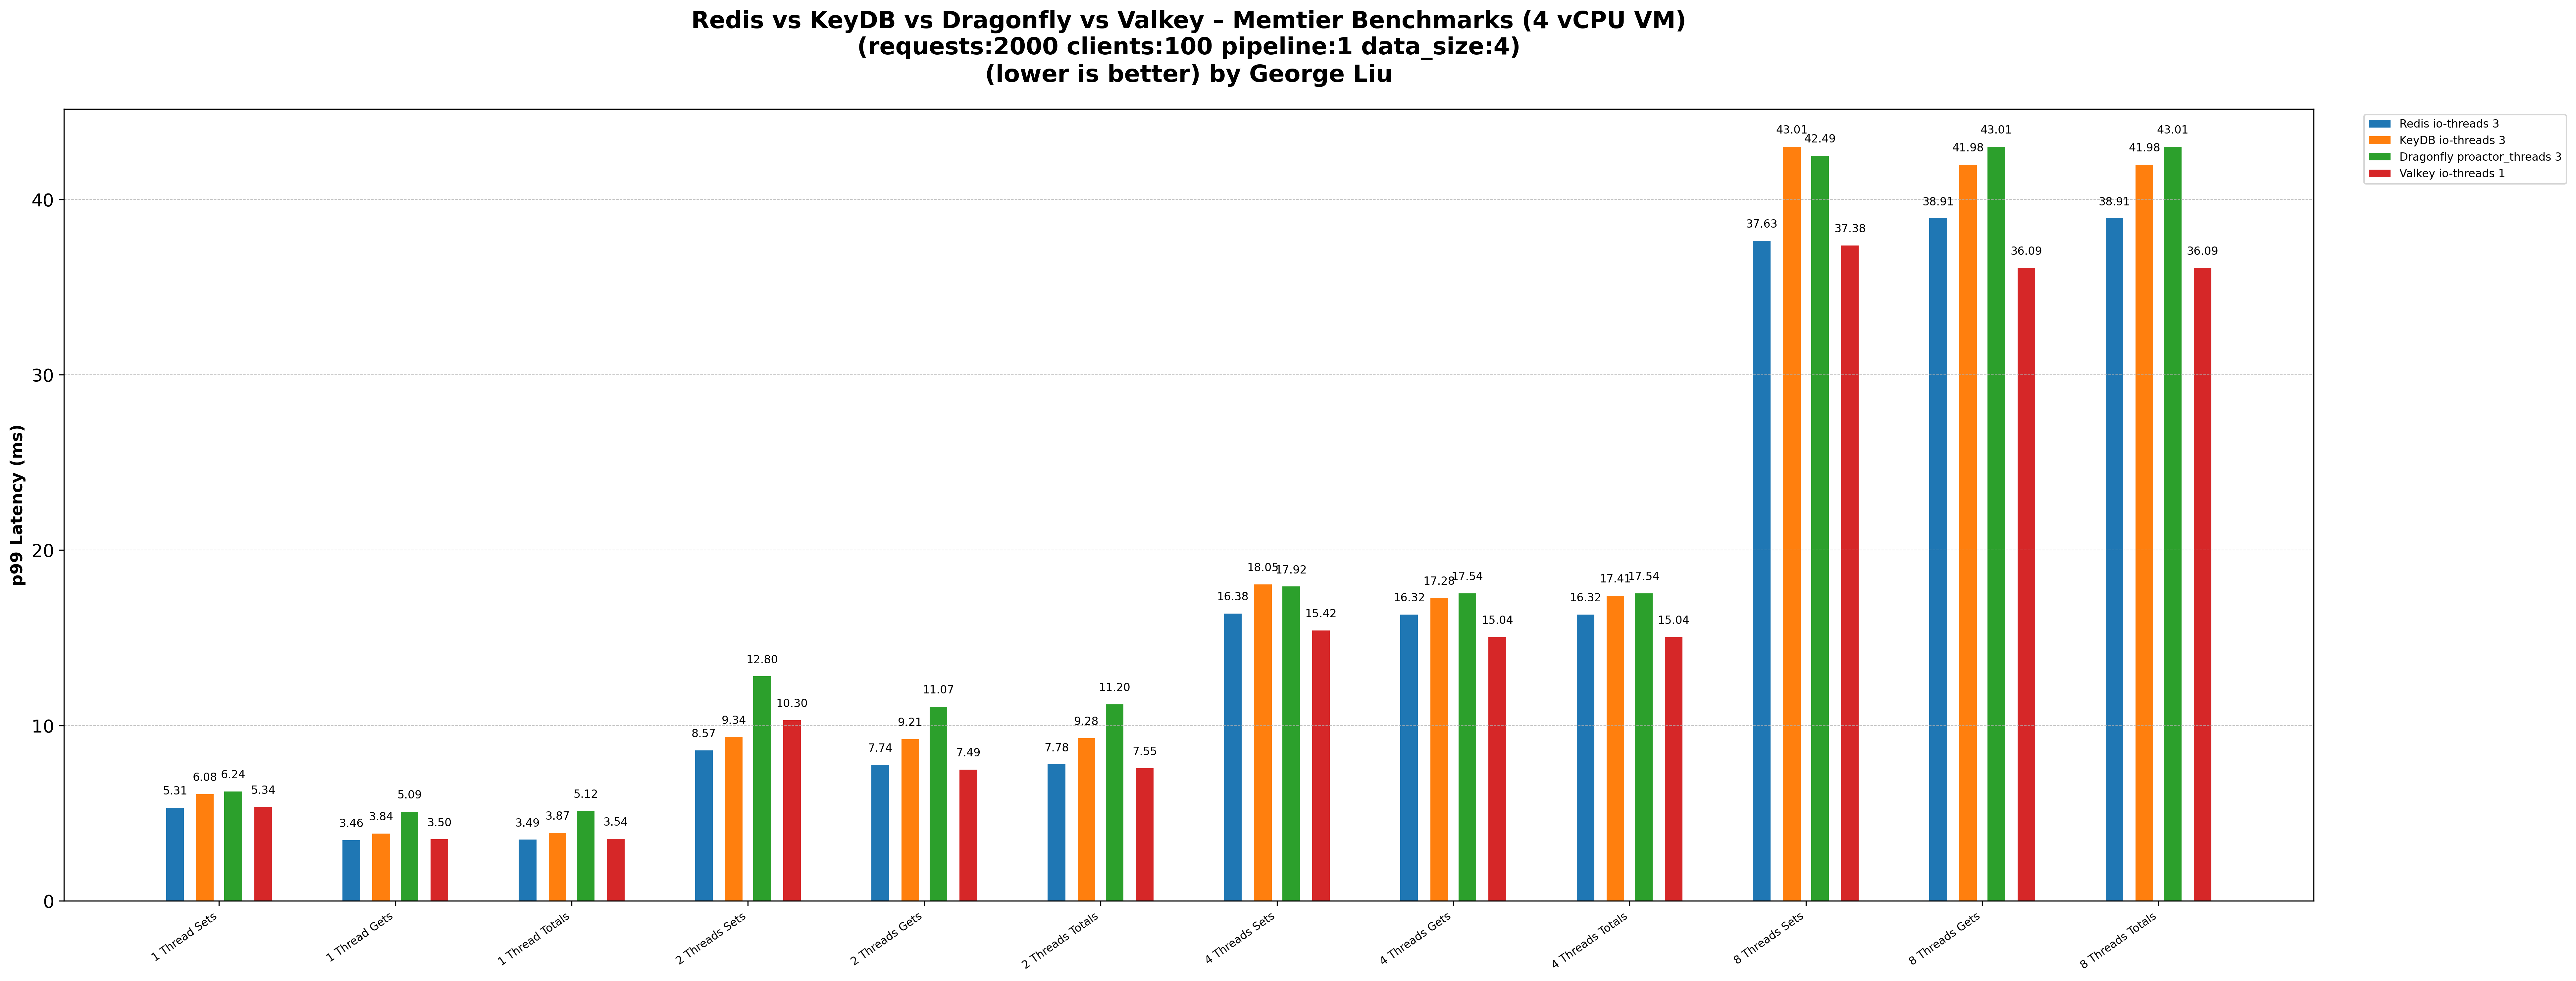 Redis vs KeyDB vs Dragonfly vs Valkey – Memtier Benchmarks (4 vCPU VM)
(requests:2000 clients:100 pipeline:1 data_size:4)
(lower is better) by George Liu
Redis io-threads 3
KeyDB io-threads 3
Dragonfly proactor_threads 3
Valkey io-threads 1
p99 Latency (ms)
40
30
20
10
0
5.31 6.08 6.24 5.34
3.46 3.84 5.09 3.50
3.49 3.87 5.12 3.54
8.57 9.34 12.80 10.30
7.74 9.21 11.07 7.49
7.78 9.28 11.20 7.55
16.38 18.05 17.92 15.42
16.32 17.28 17.54 15.04
16.32 17.41 17.54 15.04
37.63 43.01 42.49 37.38
38.91 41.98 43.01 36.09
38.91 41.98 43.01 36.09
1 Thread Sets
1 Thread Gets
1 Thread Totals
2 Threads Sets
2 Threads Gets
2 Threads Totals
4 Threads Sets
4 Threads Gets
4 Threads Totals
8 Threads Sets
8 Threads Gets
8 Threads Totals